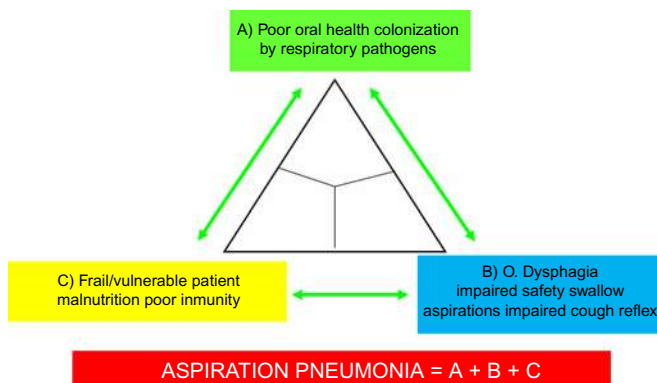 A) Poor oral health colonization
by respiratory pathogens
C) Frail/vulnerable patient
malnutrition poor inmunity
B) O. Dysphagia
impaired safety swallow
aspirations impaired cough reflex
ASPIRATION PNEUMONIA = A + B + C